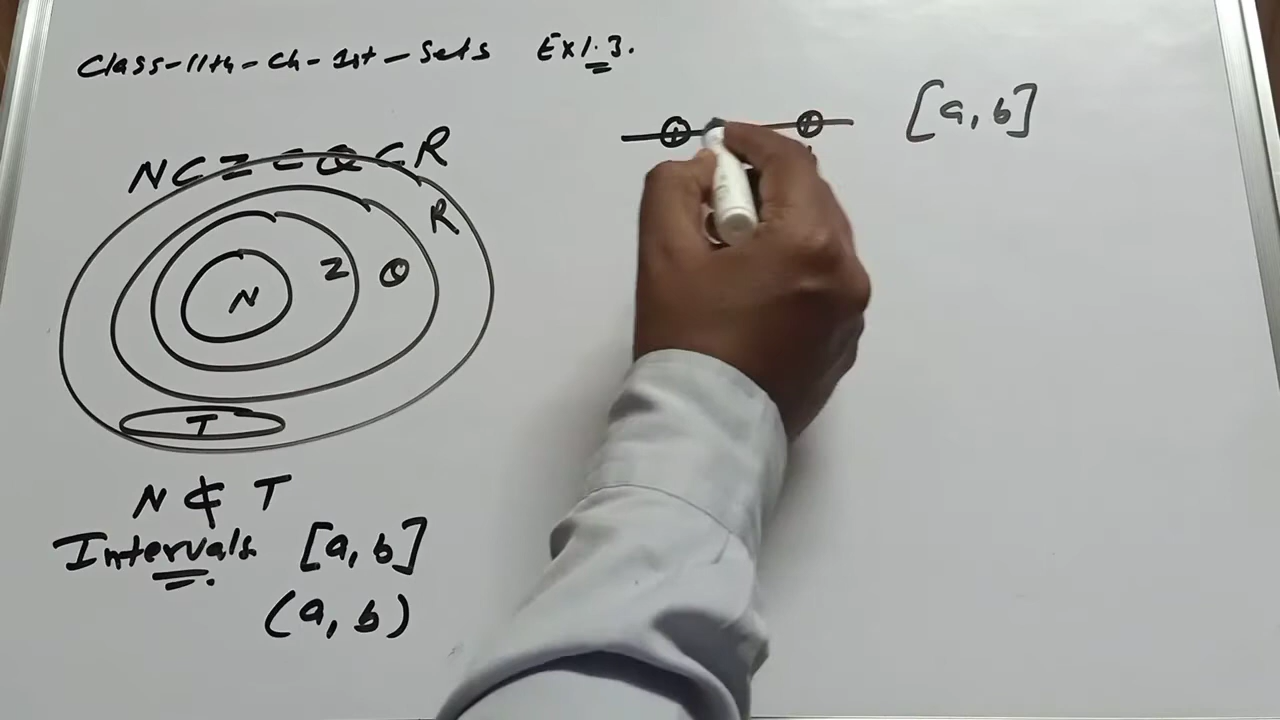 Class-11th-Ch-1st-Sets Ex1.3.
[a, b]
N⊂Z⊂Q⊂R
R
Z
Q
N
T
N ⊄ T
Intervals [a, b]
(a, b)